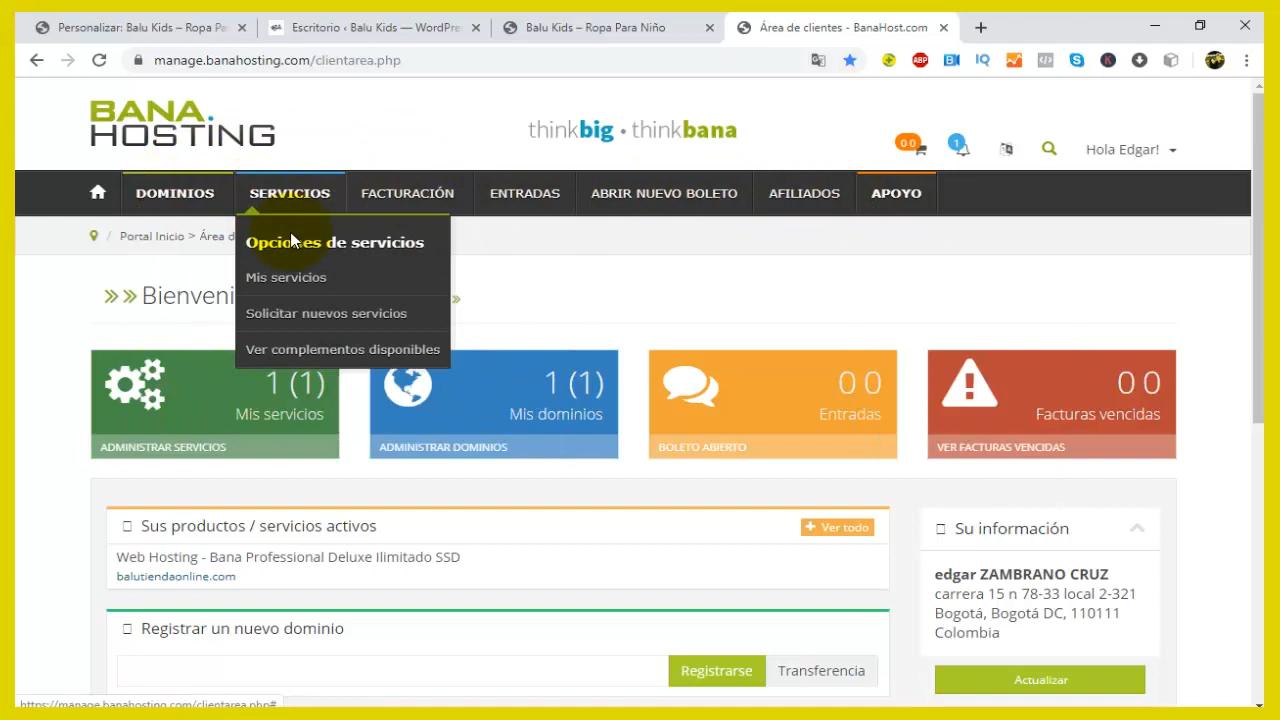 Personalizar: Balu Kids – Ropa Pa
Escritorio ‹ Balu Kids — WordPre
Balu Kids – Ropa Para Niño
Área de clientes - BanaHost.com
manage.banahosting.com/clientarea.php
BANA.
HOSTING
thinkbig • thinkbana
0 0
1
Hola Edgar!
DOMINIOS
SERVICIOS
FACTURACIÓN
ENTRADAS
ABRIR NUEVO BOLETO
AFILIADOS
APOYO
Portal Inicio > Área d
Opciones de servicios
Mis servicios
Solicitar nuevos servicios
Ver complementos disponibles
»» Bienveni »
1 (1)
Mis servicios
ADMINISTRAR SERVICIOS
1 (1)
Mis dominios
ADMINISTRAR DOMINIOS
0 0
Entradas
BOLETO ABIERTO
0 0
Facturas vencidas
VER FACTURAS VENCIDAS
Sus productos / servicios activos
+ Ver todo
Web Hosting - Bana Professional Deluxe Ilimitado SSD
balutiendaonline.com
Registrar un nuevo dominio
Registrarse
Transferencia
Su información
edgar ZAMBRANO CRUZ
carrera 15 n 78-33 local 2-321
Bogotá, Bogotá DC, 110111
Colombia
Actualizar
https://manage.banahosting.com/clientarea.php#